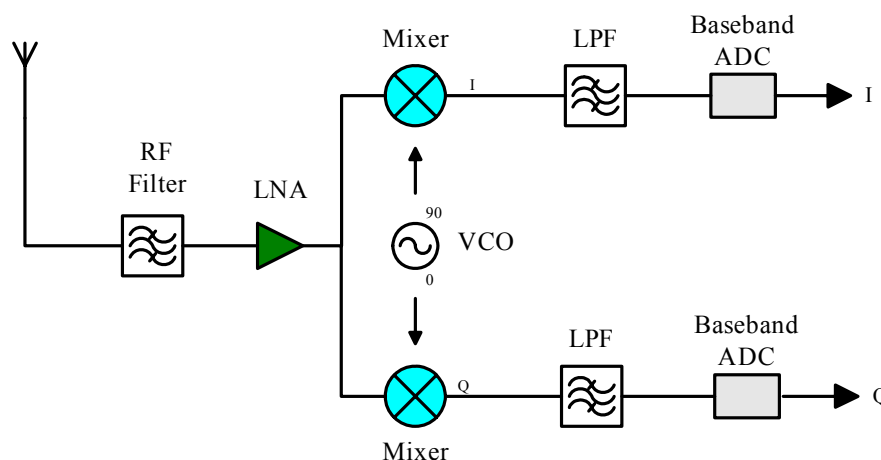 Mixer
LPF
Baseband
ADC
I
I
RF
Filter
LNA
90
VCO
0
LPF
Baseband
ADC
Q
Q
Mixer